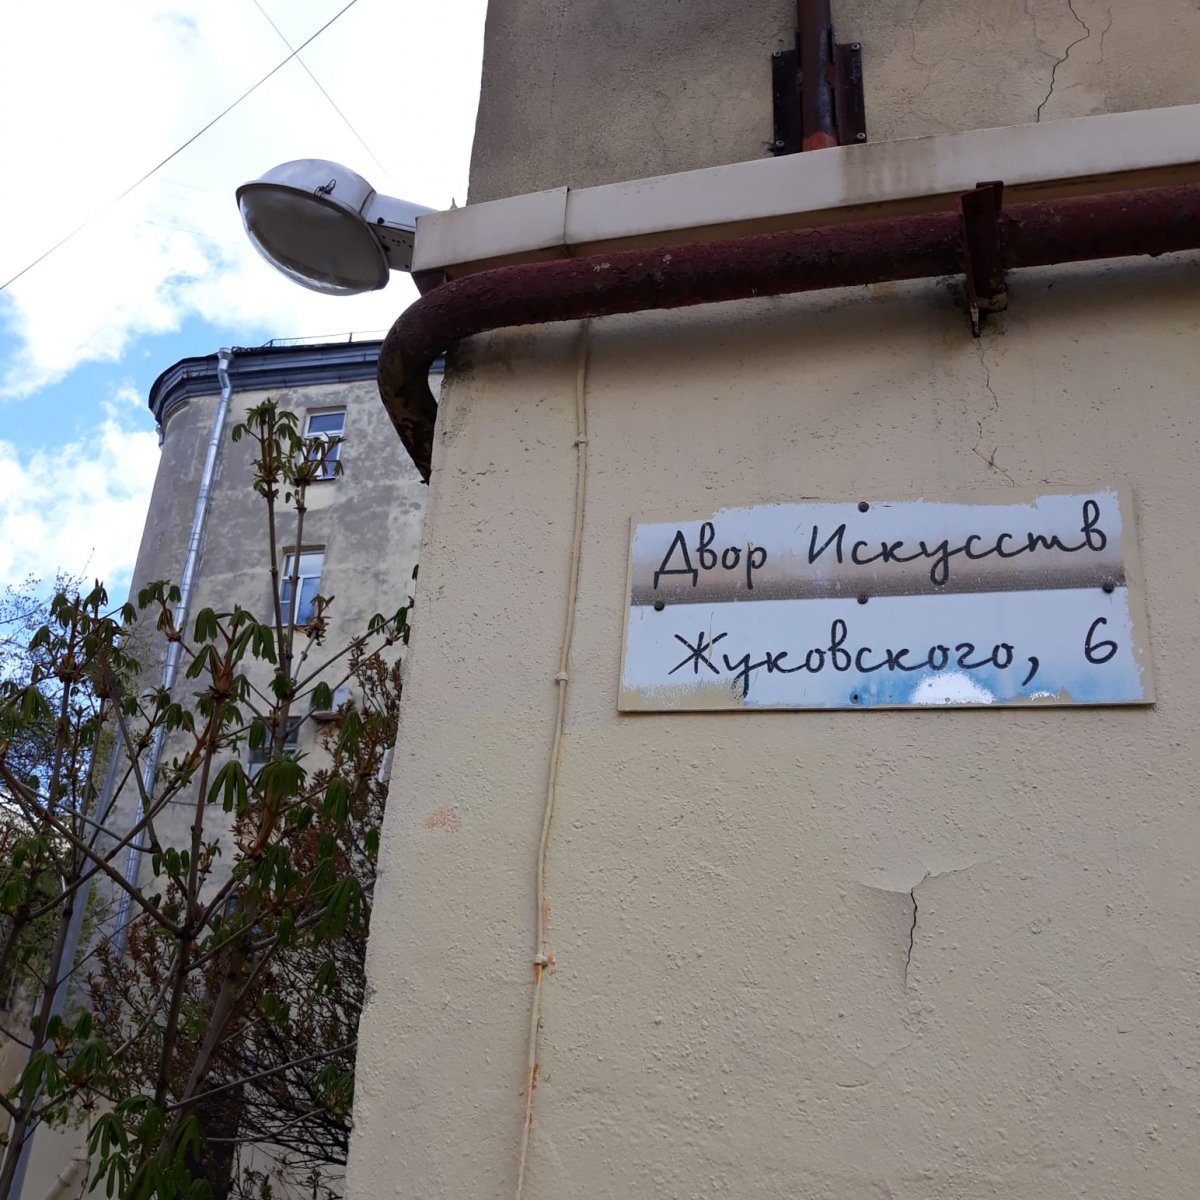 Двор Искусств
Жуковского, 6